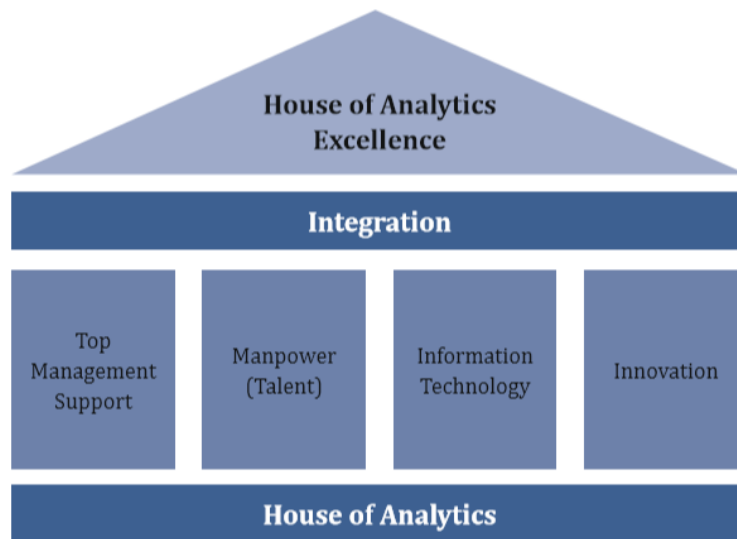 House of Analytics
Excellence
Integration
Top
Management
Support
Manpower
(Talent)
Information
Technology
Innovation
House of Analytics